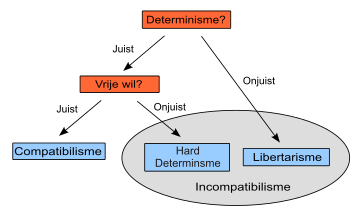 Determinisme?
Juist
Onjuist
Vrije wil?
Juist
Onjuist
Compatibilisme
Hard
Determinsme
Libertarisme
Incompatibilisme